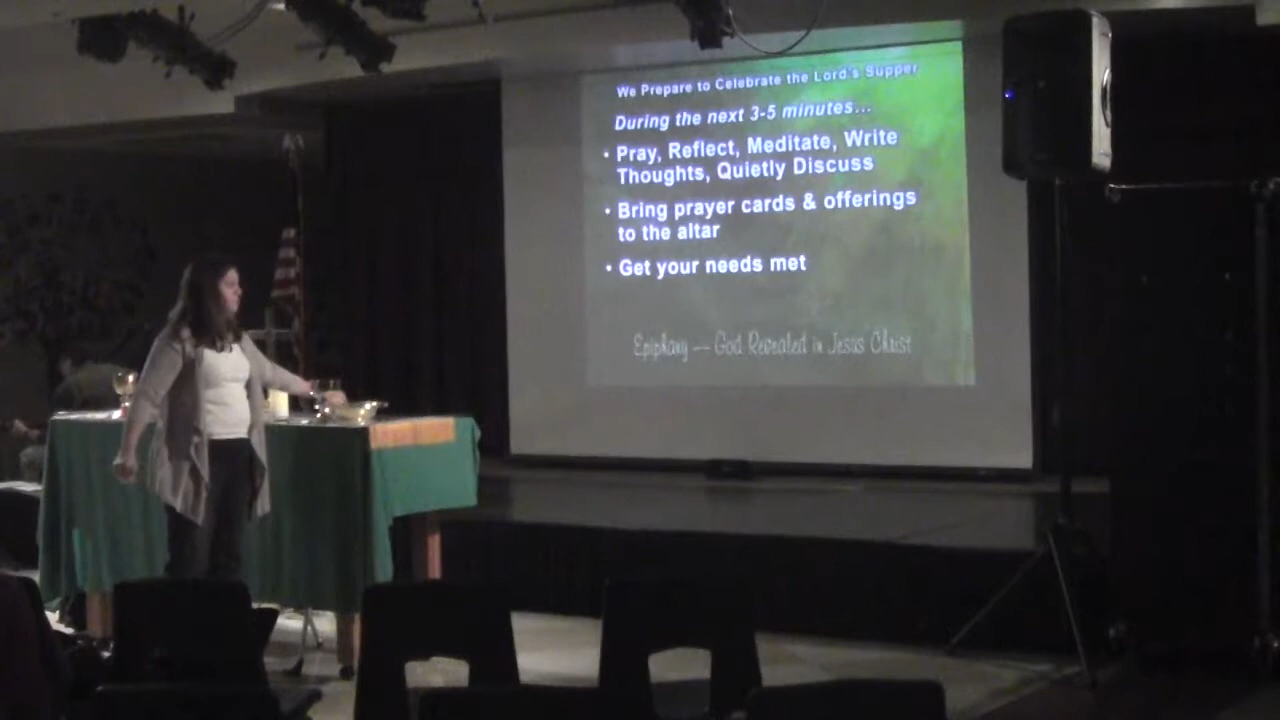 We Prepare to Celebrate the Lord's Supper
During the next 3-5 minutes...
• Pray, Reflect, Meditate, Write
Thoughts, Quietly Discuss
• Bring prayer cards & offerings
to the altar
• Get your needs met
Epiphany — God Revealed in Jesus Christ